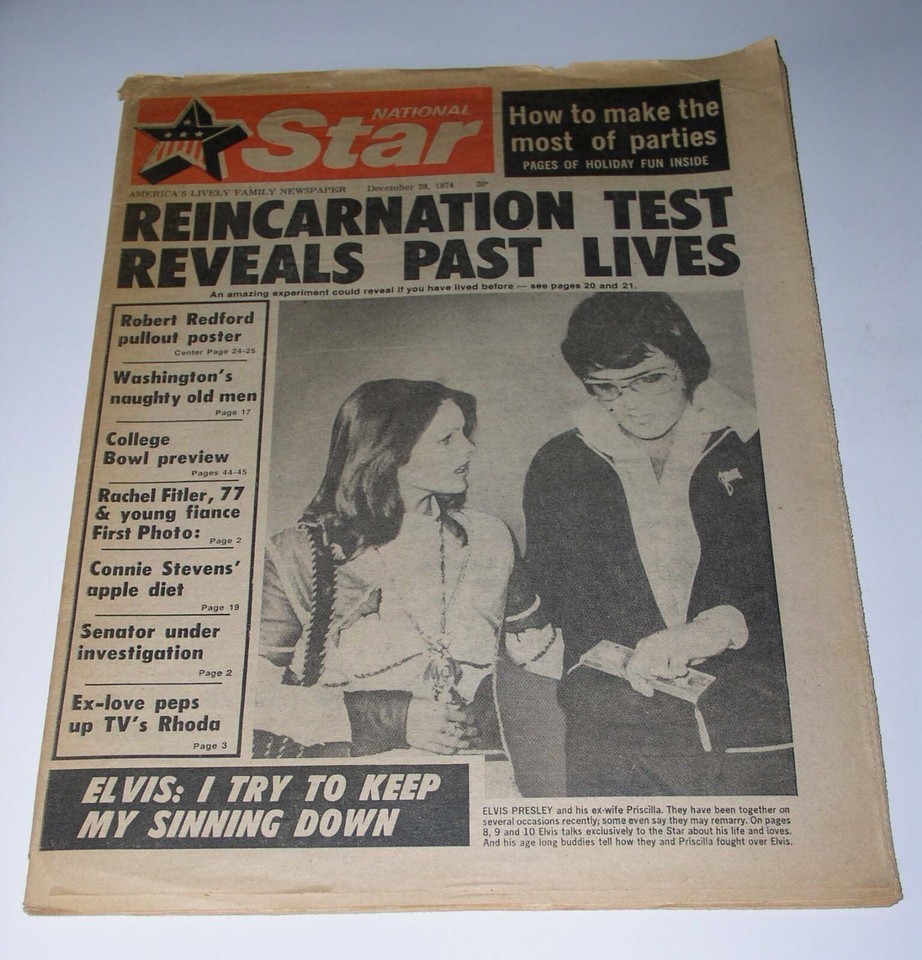 NATIONAL
Star
How to make the
most of parties
PAGES OF HOLIDAY FUN INSIDE
AMERICA'S LIVELY FAMILY NEWSPAPER December 28, 1974
REINCARNATION TEST
REVEALS PAST LIVES
An amazing experiment could reveal if you have lived before — see pages 20 and 21.
Robert Redford
pullout poster
Center Page 24-25
Washington's
naughty old men
Page 17
College
Bowl preview
Pages 44-45
Rachel Fitler, 77
& young fiance
First Photo:
Page 2
Connie Stevens'
apple diet
Page 19
Senator under
investigation
Page 2
Ex-love peps
up TV's Rhoda
Page 3
ELVIS: I TRY TO KEEP
MY SINNING DOWN
ELVIS PRESLEY and his ex-wife Priscilla. They have been together on
several occasions recently; some even say they may remarry. On pages
8, 9 and 10 Elvis talks exclusively to the Star about his life and loves.
And his age long buddies tell how they and Priscilla fought over Elvis.